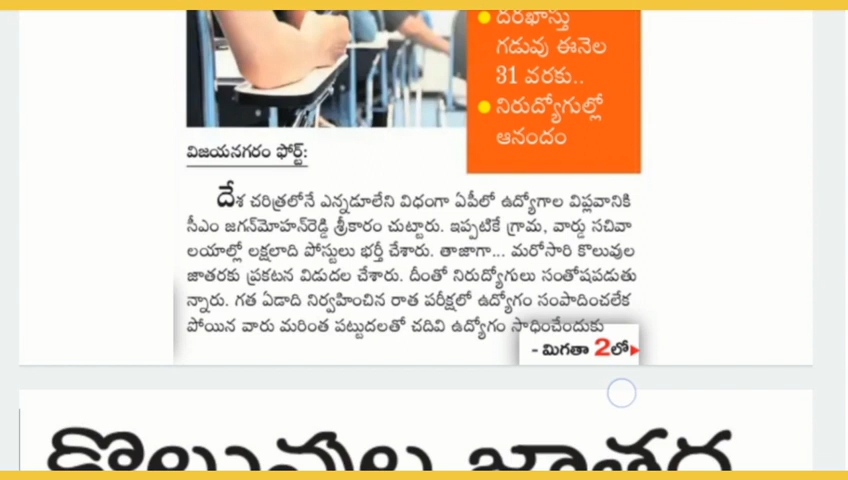 దరఖాస్తు
గడువు ఈనెల
31 వరకు..
నిరుద్యోగుల్లో
ఆనందం
విజయనగరం ఫోర్ట్:
దేశ చరిత్రలోనే ఎన్నడూలేని విధంగా ఏపీలో ఉద్యోగాల విప్లవానికి
సీఎం జగన్‌మోహన్‌రెడ్డి శ్రీకారం చుట్టారు. ఇప్పటికే గ్రామ, వార్డు సచివా
లయాల్లో లక్షలాది పోస్టులు భర్తీ చేశారు. తాజాగా... మరోసారి కొలువుల
జాతరకు ప్రకటన విడుదల చేశారు. దీంతో నిరుద్యోగులు సంతోషపడుతు
న్నారు. గత ఏడాది నిర్వహించిన రాత పరీక్షలో ఉద్యోగం సంపాదించలేక
పోయిన వారు మరింత పట్టుదలతో చదివి ఉద్యోగం సాధించేందుకు
- మిగతా 2లో
కొలువుల జాతర